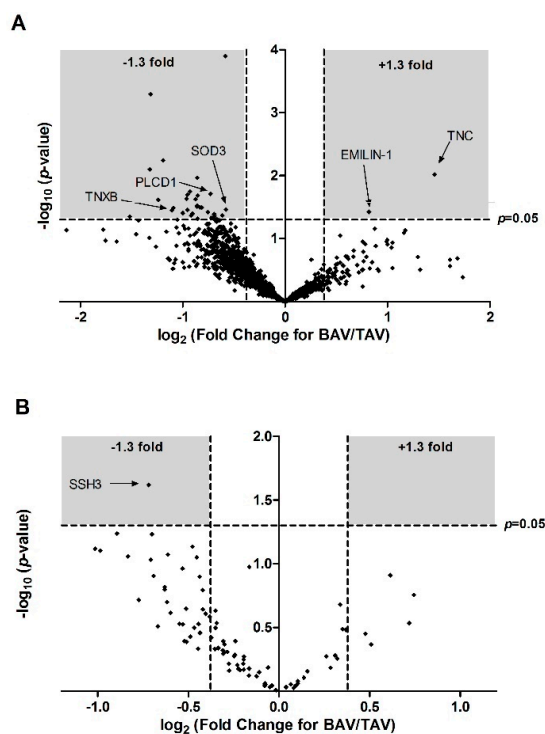 A
-1.3 fold
+1.3 fold
TNC
EMILIN-1
SOD3
PLCD1
TNXB
p=0.05
-log10 (p-value)
4
3
2
1
-2
-1
0
1
2
log2 (Fold Change for BAV/TAV)
B
-1.3 fold
+1.3 fold
SSH3
p=0.05
-log10 (p-value)
2.0
1.5
1.0
0.5
-1.0
-0.5
0.0
0.5
1.0
log2 (Fold Change for BAV/TAV)